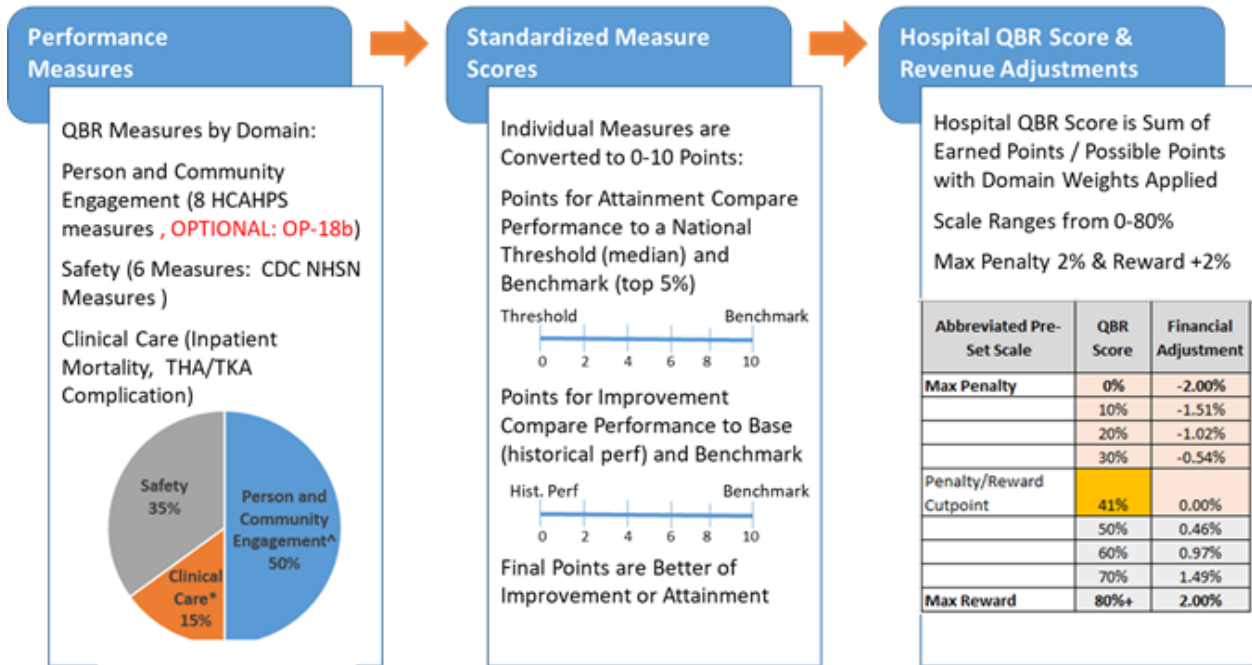 Performance
Measures
QBR Measures by Domain:
Person and Community
Engagement (8 HCAHPS
measures , OPTIONAL: OP-18b)
Safety (6 Measures: CDC NHSN
Measures )
Clinical Care (Inpatient
Mortality, THA/TKA
Complication)
Safety
35%
Person and
Community
Engagement^
50%
Clinical
Care*
15%
Standardized Measure
Scores
Individual Measures are
Converted to 0-10 Points:
Points for Attainment Compare
Performance to a National
Threshold (median) and
Benchmark (top 5%)
Threshold Benchmark
0 2 4 6 8 10
Points for Improvement
Compare Performance to Base
(historical perf) and Benchmark
Hist. Perf Benchmark
0 2 4 6 8 10
Final Points are Better of
Improvement or Attainment
Hospital QBR Score &
Revenue Adjustments
Hospital QBR Score is Sum of
Earned Points / Possible Points
with Domain Weights Applied
Scale Ranges from 0-80%
Max Penalty 2% & Reward +2%
Abbreviated Pre-
Set Scale
QBR
Score
Financial
Adjustment
Max Penalty 0% -2.00%
10% -1.51%
20% -1.02%
30% -0.54%
Penalty/Reward
Cutpoint 41% 0.00%
50% 0.46%
60% 0.97%
70% 1.49%
Max Reward 80%+ 2.00%